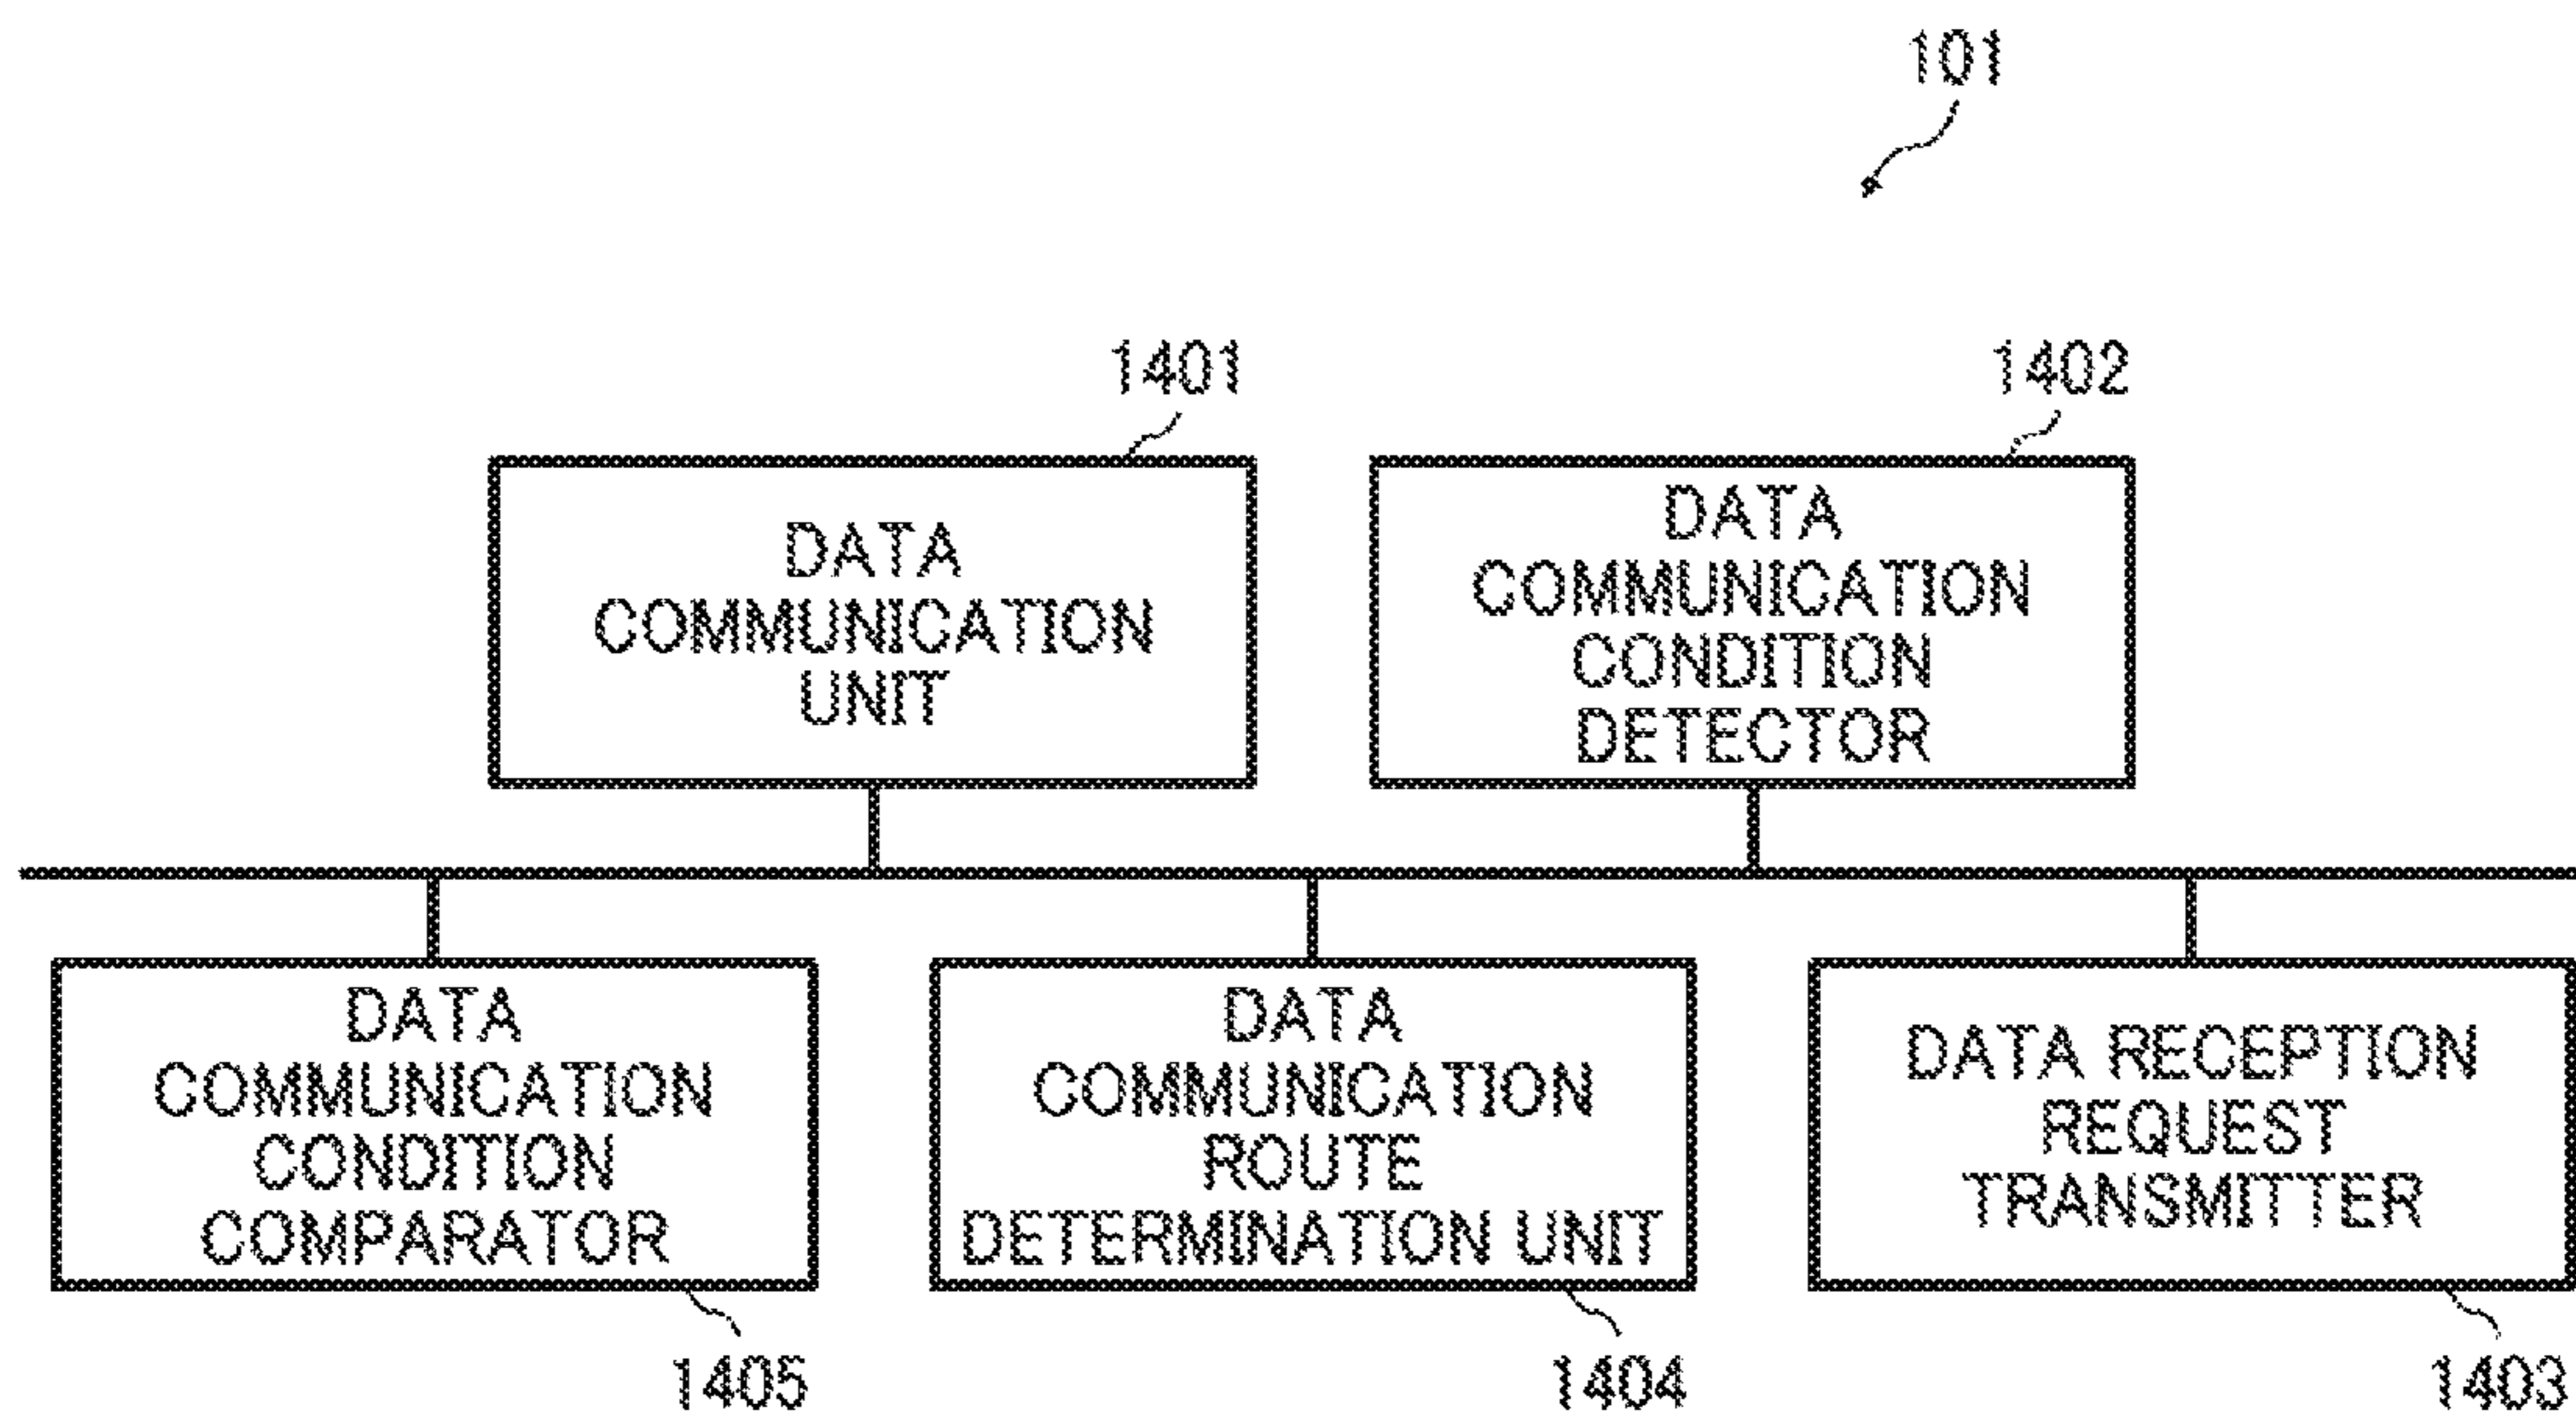 101
1401
1402
DATA
COMMUNICATION
UNIT
DATA
COMMUNICATION
CONDITION
DETECTOR
DATA
COMMUNICATION
CONDITION
COMPARATOR
DATA
COMMUNICATION
ROUTE
DETERMINATION UNIT
DATA RECEPTION
REQUEST
TRANSMITTER
1405
1404
1403